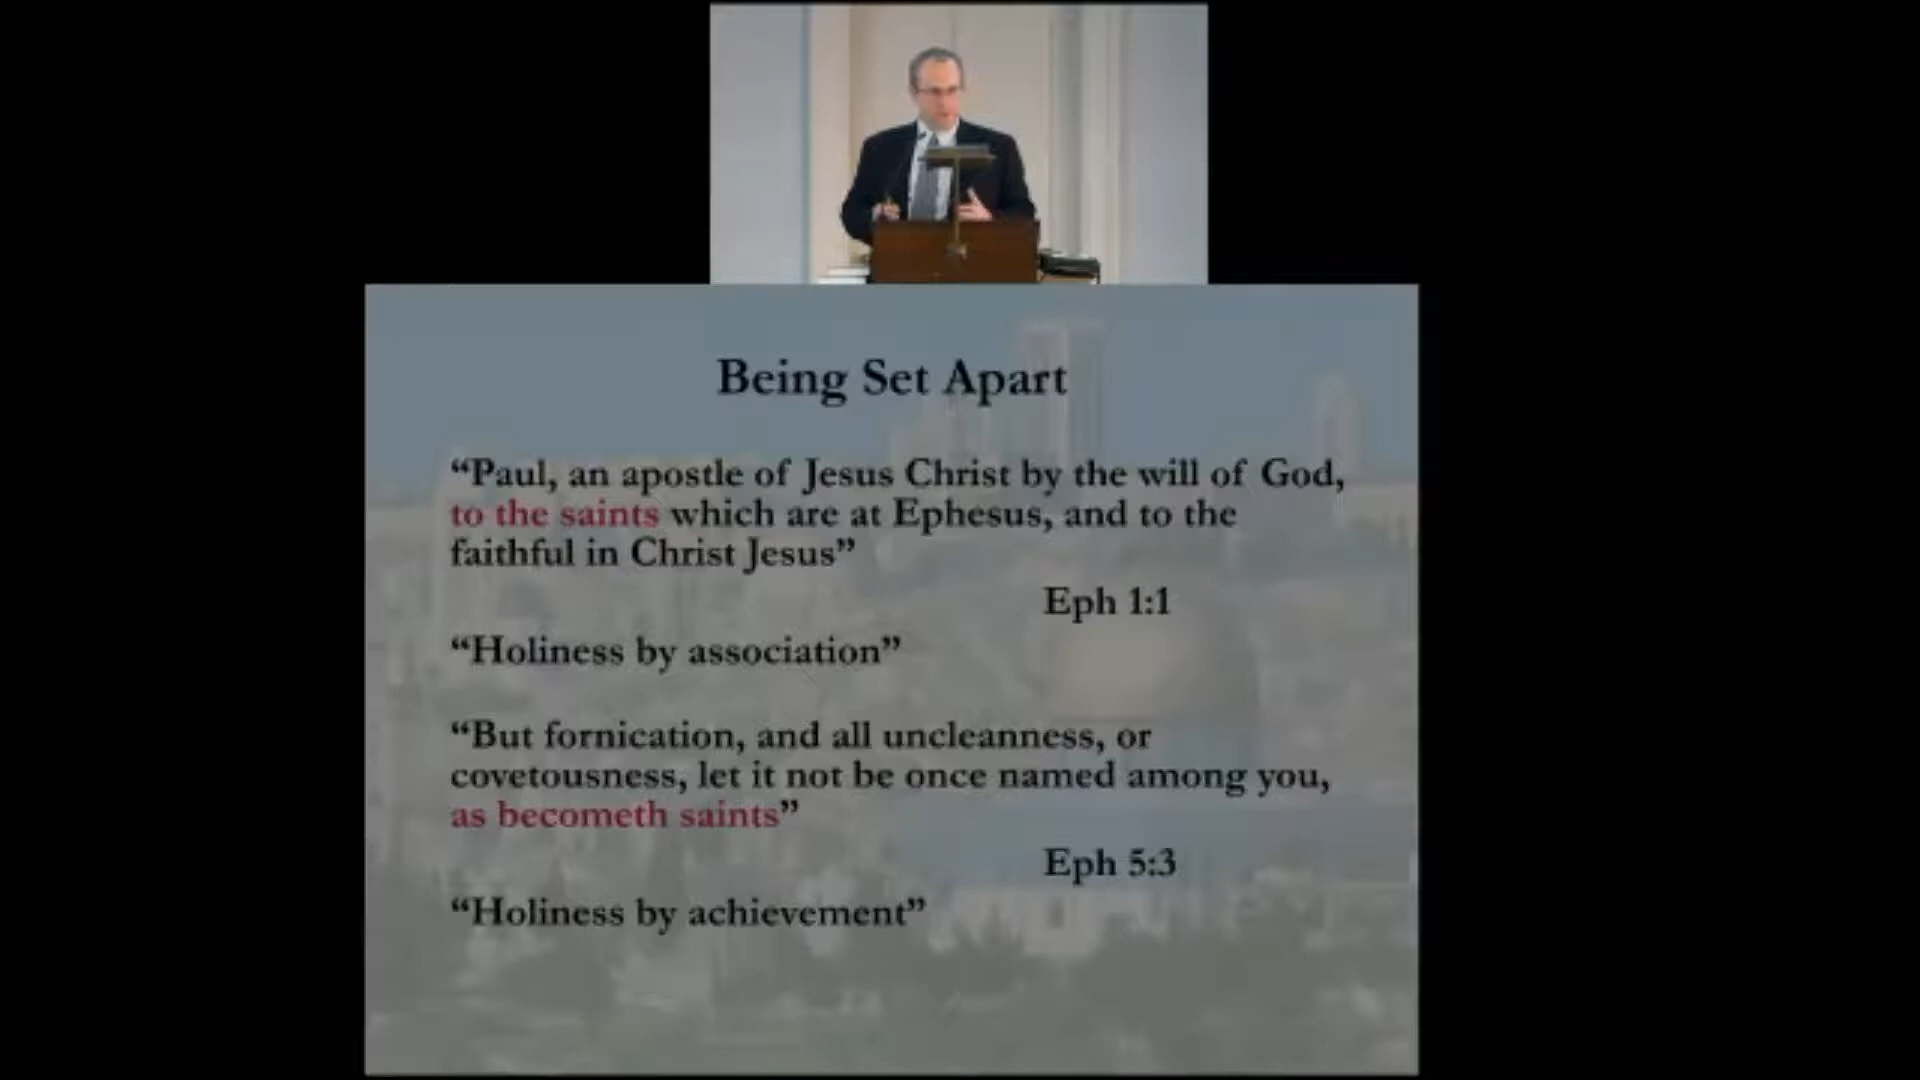 Being Set Apart
“Paul, an apostle of Jesus Christ by the will of God,
to the saints which are at Ephesus, and to the
faithful in Christ Jesus”
Eph 1:1
“Holiness by association”
“But fornication, and all uncleanness, or
covetousness, let it not be once named among you,
as becometh saints”
Eph 5:3
“Holiness by achievement”